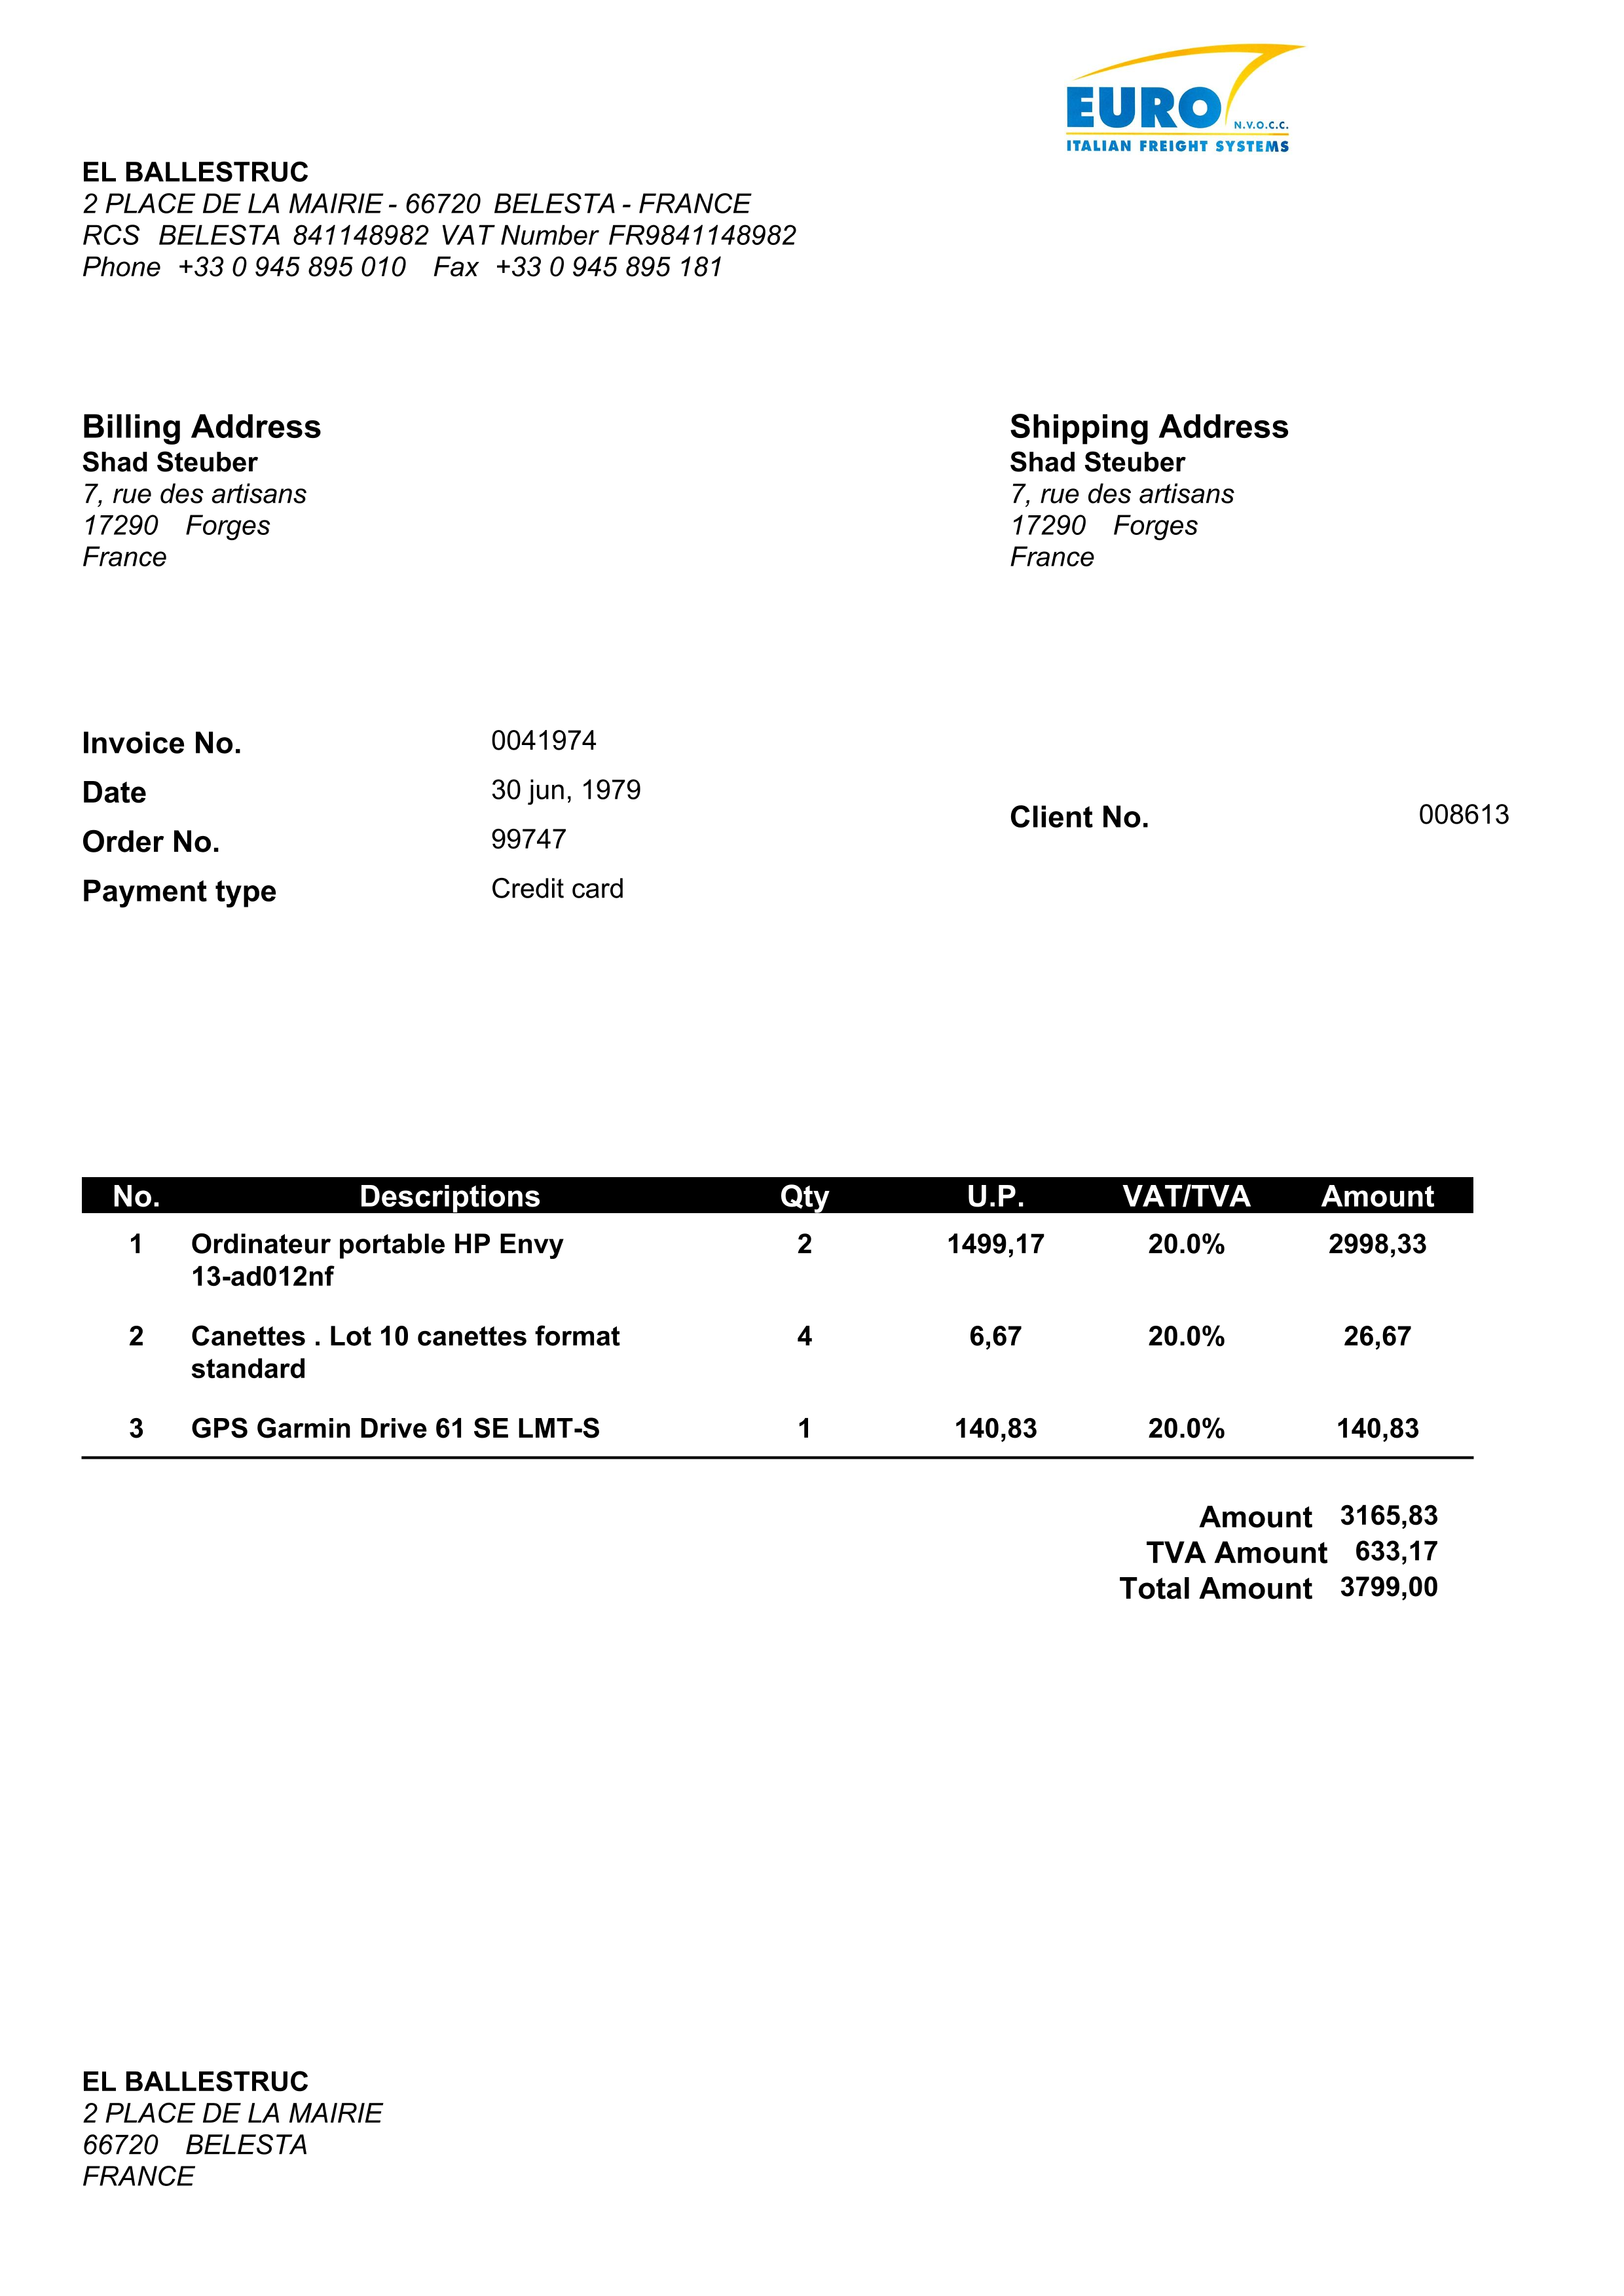 EURO
N.V.O.C.C.
ITALIAN FREIGHT SYSTEMS
EL BALLESTRUC
2 PLACE DE LA MAIRIE - 66720 BELESTA - FRANCE
RCS BELESTA 841148982 VAT Number FR9841148982
Phone +33 0 945 895 010 Fax +33 0 945 895 181
Billing Address
Shad Steuber
7, rue des artisans
17290 Forges
France
Shipping Address
Shad Steuber
7, rue des artisans
17290 Forges
France
Invoice No. 0041974
Date 30 jun, 1979
Order No. 99747
Payment type Credit card
Client No. 008613
No. Descriptions Qty U.P. VAT/TVA Amount
1 Ordinateur portable HP Envy 2 1499,17 20.0% 2998,33
13-ad012nf
2 Canettes . Lot 10 canettes format 4 6,67 20.0% 26,67
standard
3 GPS Garmin Drive 61 SE LMT-S 1 140,83 20.0% 140,83
Amount 3165,83
TVA Amount 633,17
Total Amount 3799,00
EL BALLESTRUC
2 PLACE DE LA MAIRIE
66720 BELESTA
FRANCE